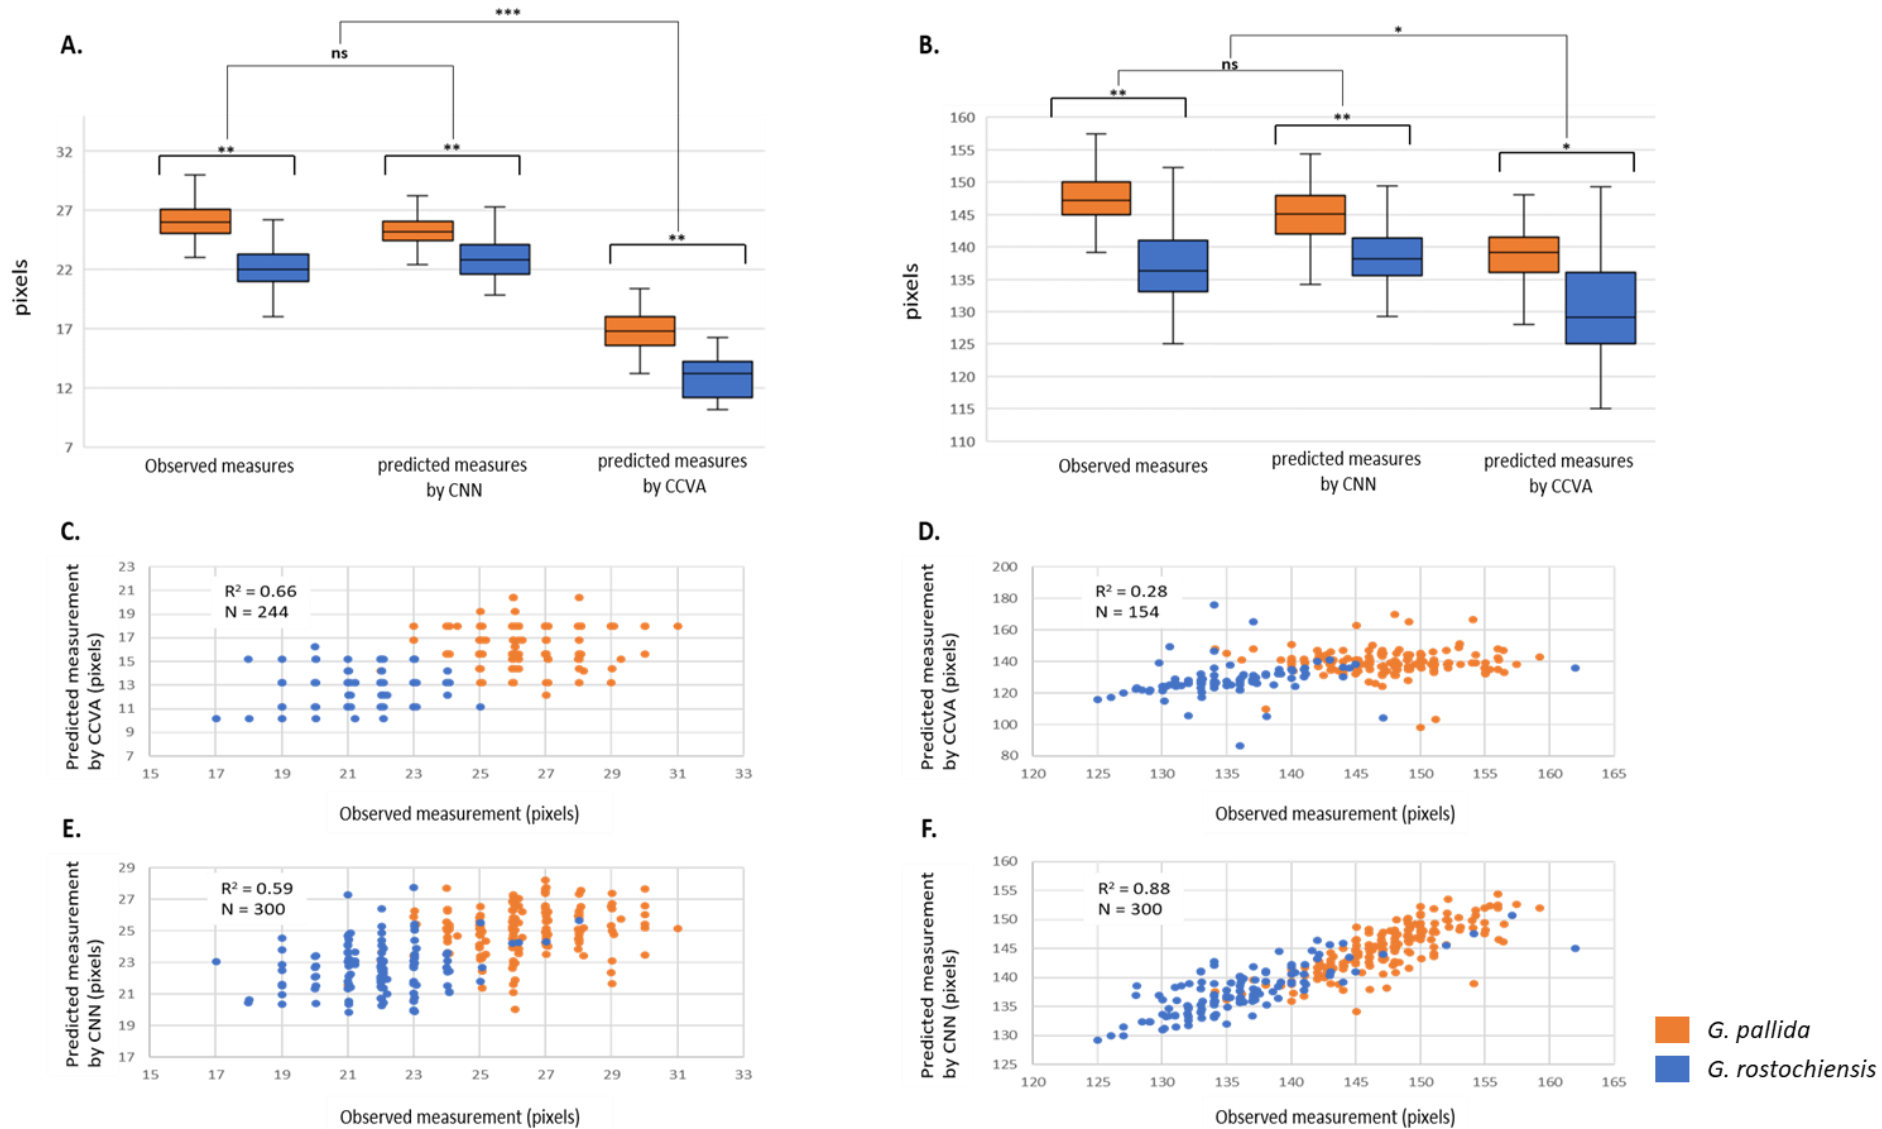 A.
***
ns
**
**
**
pixels
32
27
22
17
12
7
Observed measures
predicted measures
by CNN
predicted measures
by CCVA
B.
*
ns
**
**
*
pixels
160
155
150
145
140
135
130
125
120
115
110
Observed measures
predicted measures
by CNN
predicted measures
by CCVA
C.
Predicted measurement
by CCVA (pixels)
23
21
19
17
15
13
11
9
7
R² = 0.66
N = 244
15 17 19 21 23 25 27 29 31 33
Observed measurement (pixels)
D.
Predicted measurement
by CCVA (pixels)
200
180
160
140
120
100
80
R² = 0.28
N = 154
120 125 130 135 140 145 150 155 160 165
Observed measurement (pixels)
E.
Predicted measurement
by CNN (pixels)
29
27
25
23
21
19
17
R² = 0.59
N = 300
15 17 19 21 23 25 27 29 31 33
Observed measurement (pixels)
F.
Predicted measurement
by CNN (pixels)
160
155
150
145
140
135
130
125
R² = 0.88
N = 300
120 125 130 135 140 145 150 155 160 165
Observed measurement (pixels)
G. pallida
G. rostochiensis